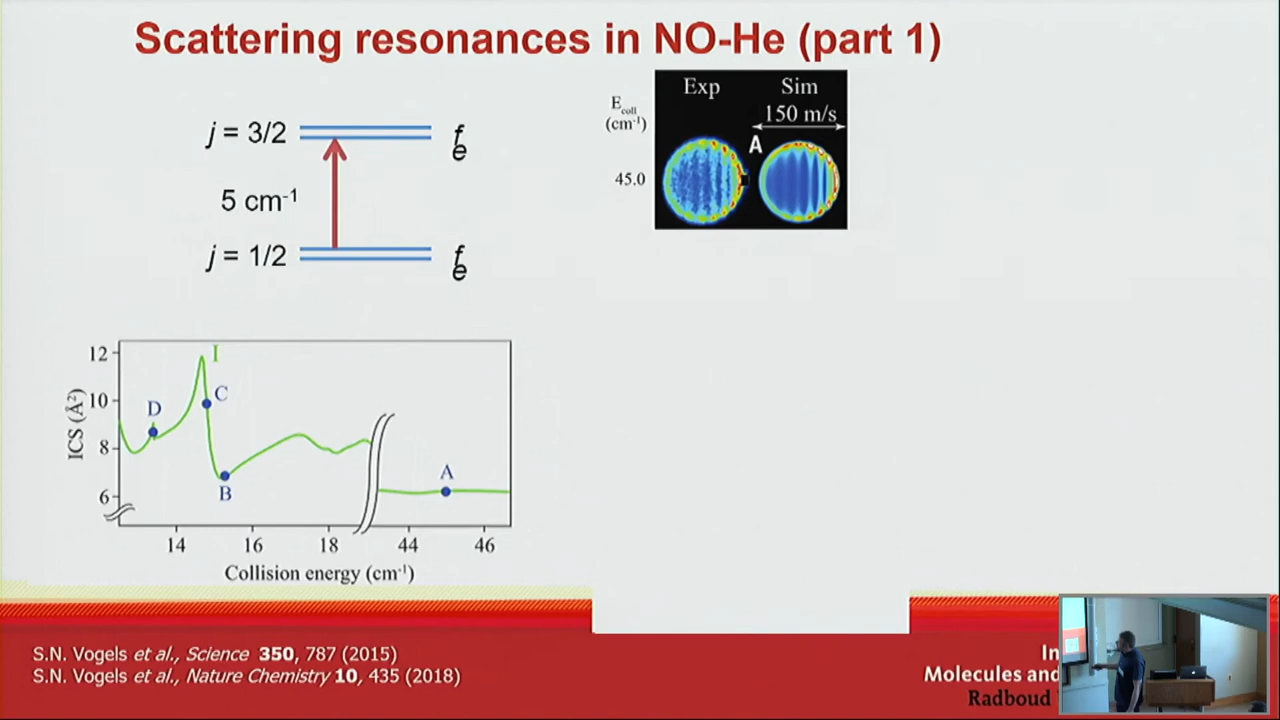 Scattering resonances in NO-He (part 1)
j = 3/2
f
e
5 cm⁻¹
j = 1/2
f
e
Exp
Sim
E_coll
(cm⁻¹)
150 m/s
A
45.0
12
10
8
6
ICS (Å²)
I
D
C
B
A
14
16
18
44
46
Collision energy (cm⁻¹)
S.N. Vogels et al., Science 350, 787 (2015)
S.N. Vogels et al., Nature Chemistry 10, 435 (2018)
In
Molecules and
Radboud